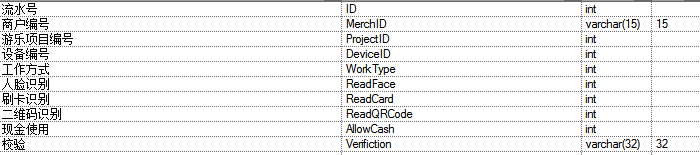 流水号 ID int
商户编号 MerchID varchar(15) 15
游乐项目编号 ProjectID int
设备编号 DeviceID int
工作方式 WorkType int
人脸识别 ReadFace int
刷卡识别 ReadCard int
二维码识别 ReadQRCode int
现金使用 AllowCash int
校验 Verifiction varchar(32) 32